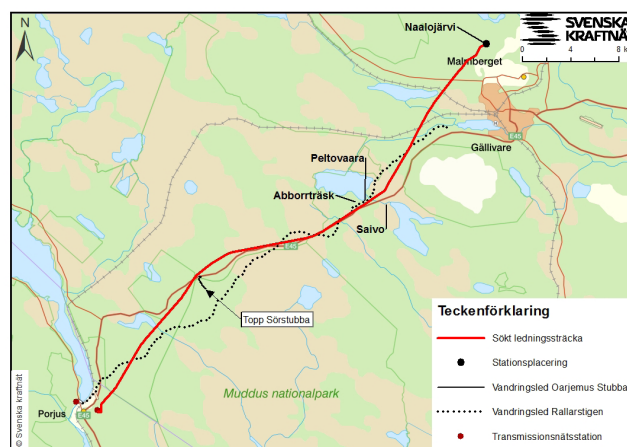 N
Naalojärvi
SVENSKA
KRAFTNÄT
0 4 8 k
Malmberget
E45
Gällivare
Peltovaara
Abborrträsk
Saivo
E45
Topp Sörstubba
Muddus nationalpark
Porjus
E45
© Svenska kraftnät
Teckenförklaring
Sökt ledningssträcka
Stationsplacering
Vandringsled Oarjemus Stubba
Vandringsled Rallarstigen
Transmissionsnätsstation